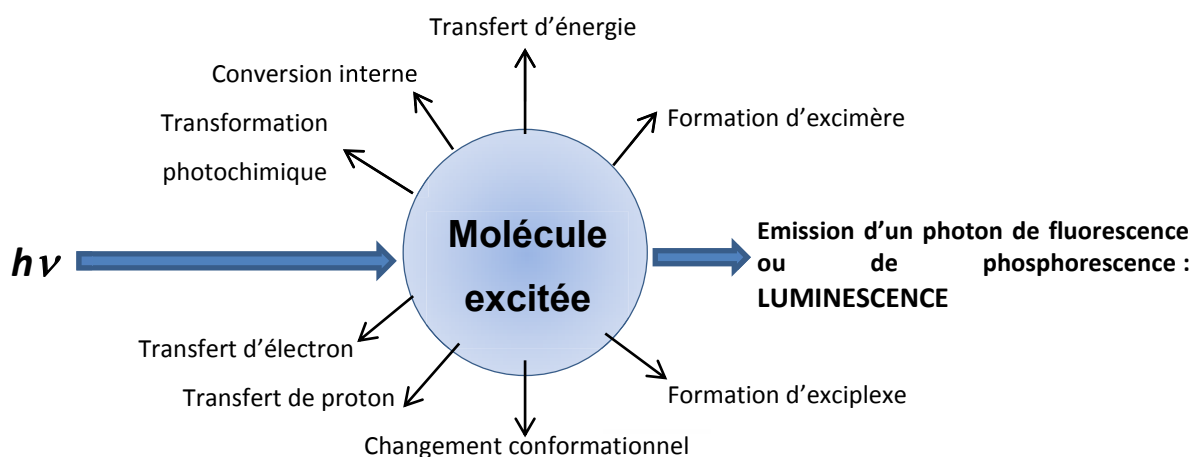 Transfert d’énergie
Conversion interne
Formation d’excimère
Transformation
photochimique
Molécule
excitée
Emission d’un photon de fluorescence
ou de phosphorescence :
LUMINESCENCE
hν
Transfert d’électron
Transfert de proton
Formation d’exciplexe
Changement conformationnel